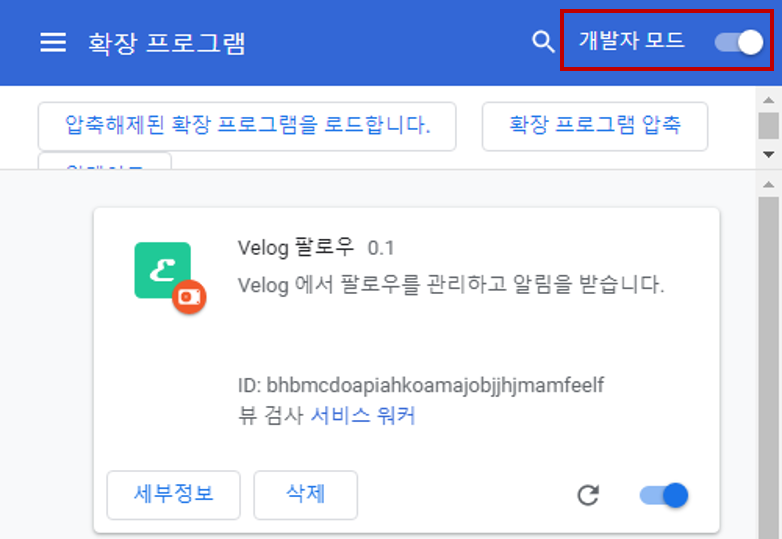 확장 프로그램
개발자 모드
압축해제된 확장 프로그램을 로드합니다.
확장 프로그램 압축
Velog 팔로우 0.1
Velog 에서 팔로우를 관리하고 알림을 받습니다.
ID: bhbmcdoapiahkoamajobjjhjmamfeelf
뷰 검사 서비스 워커
세부정보
삭제